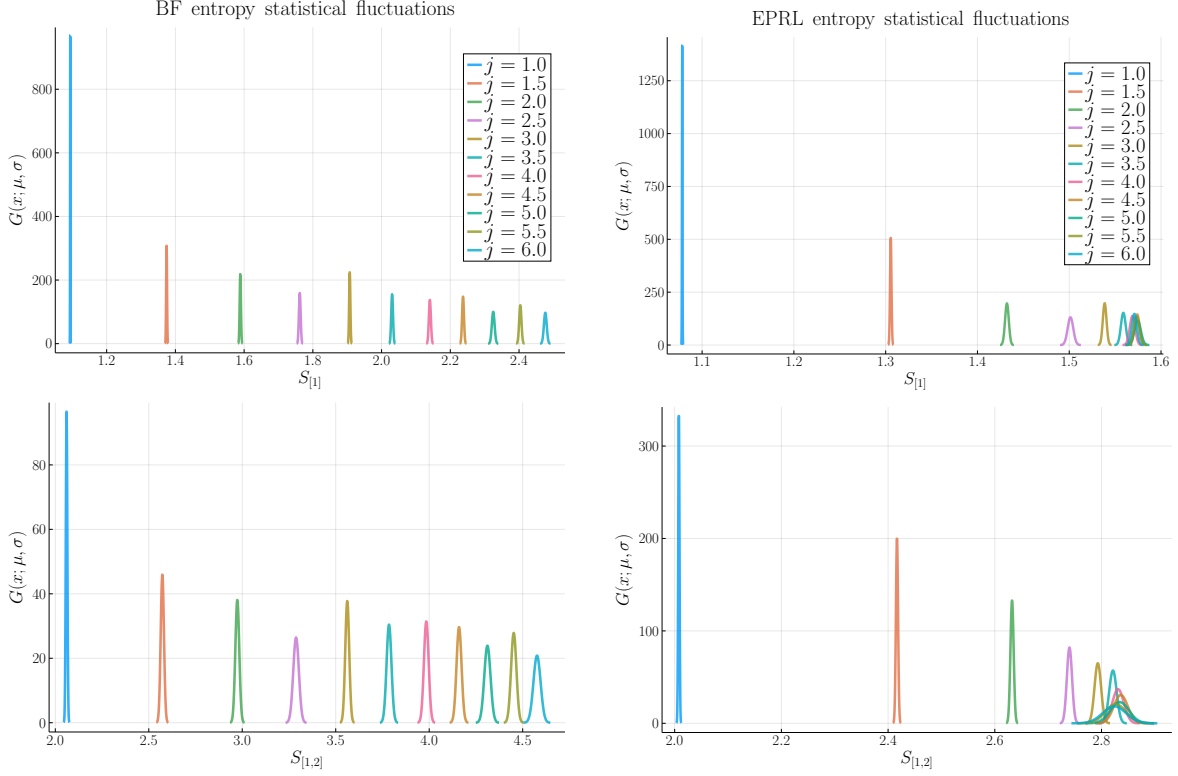 BF entropy statistical fluctuations
G(x; μ, σ)
800
600
400
200
0
j = 1.0
j = 1.5
j = 2.0
j = 2.5
j = 3.0
j = 3.5
j = 4.0
j = 4.5
j = 5.0
j = 5.5
j = 6.0
1.2 1.4 1.6 1.8 2.0 2.2 2.4
S[1]
EPRL entropy statistical fluctuations
G(x; μ, σ)
1250
1000
750
500
250
0
j = 1.0
j = 1.5
j = 2.0
j = 2.5
j = 3.0
j = 3.5
j = 4.0
j = 4.5
j = 5.0
j = 5.5
j = 6.0
1.1 1.2 1.3 1.4 1.5 1.6
S[1]
G(x; μ, σ)
80
60
40
20
0
2.0 2.5 3.0 3.5 4.0 4.5
S[1,2]
G(x; μ, σ)
300
200
100
0
2.0 2.2 2.4 2.6 2.8
S[1,2]